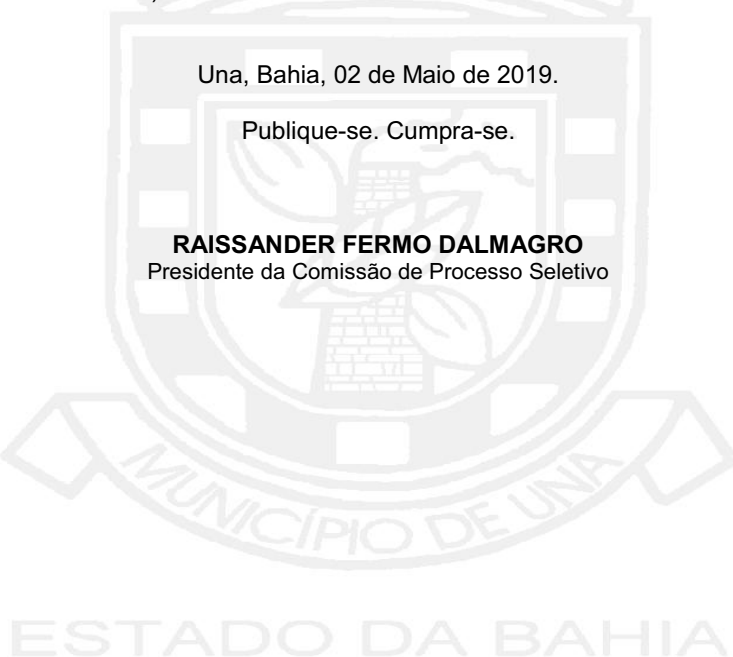 Una, Bahia, 02 de Maio de 2019.
Publique-se. Cumpra-se.
RAISSANDER FERMO DALMAGRO
Presidente da Comissão de Processo Seletivo
MUNICÍPIO DE UNA
ESTADO DA BAHIA